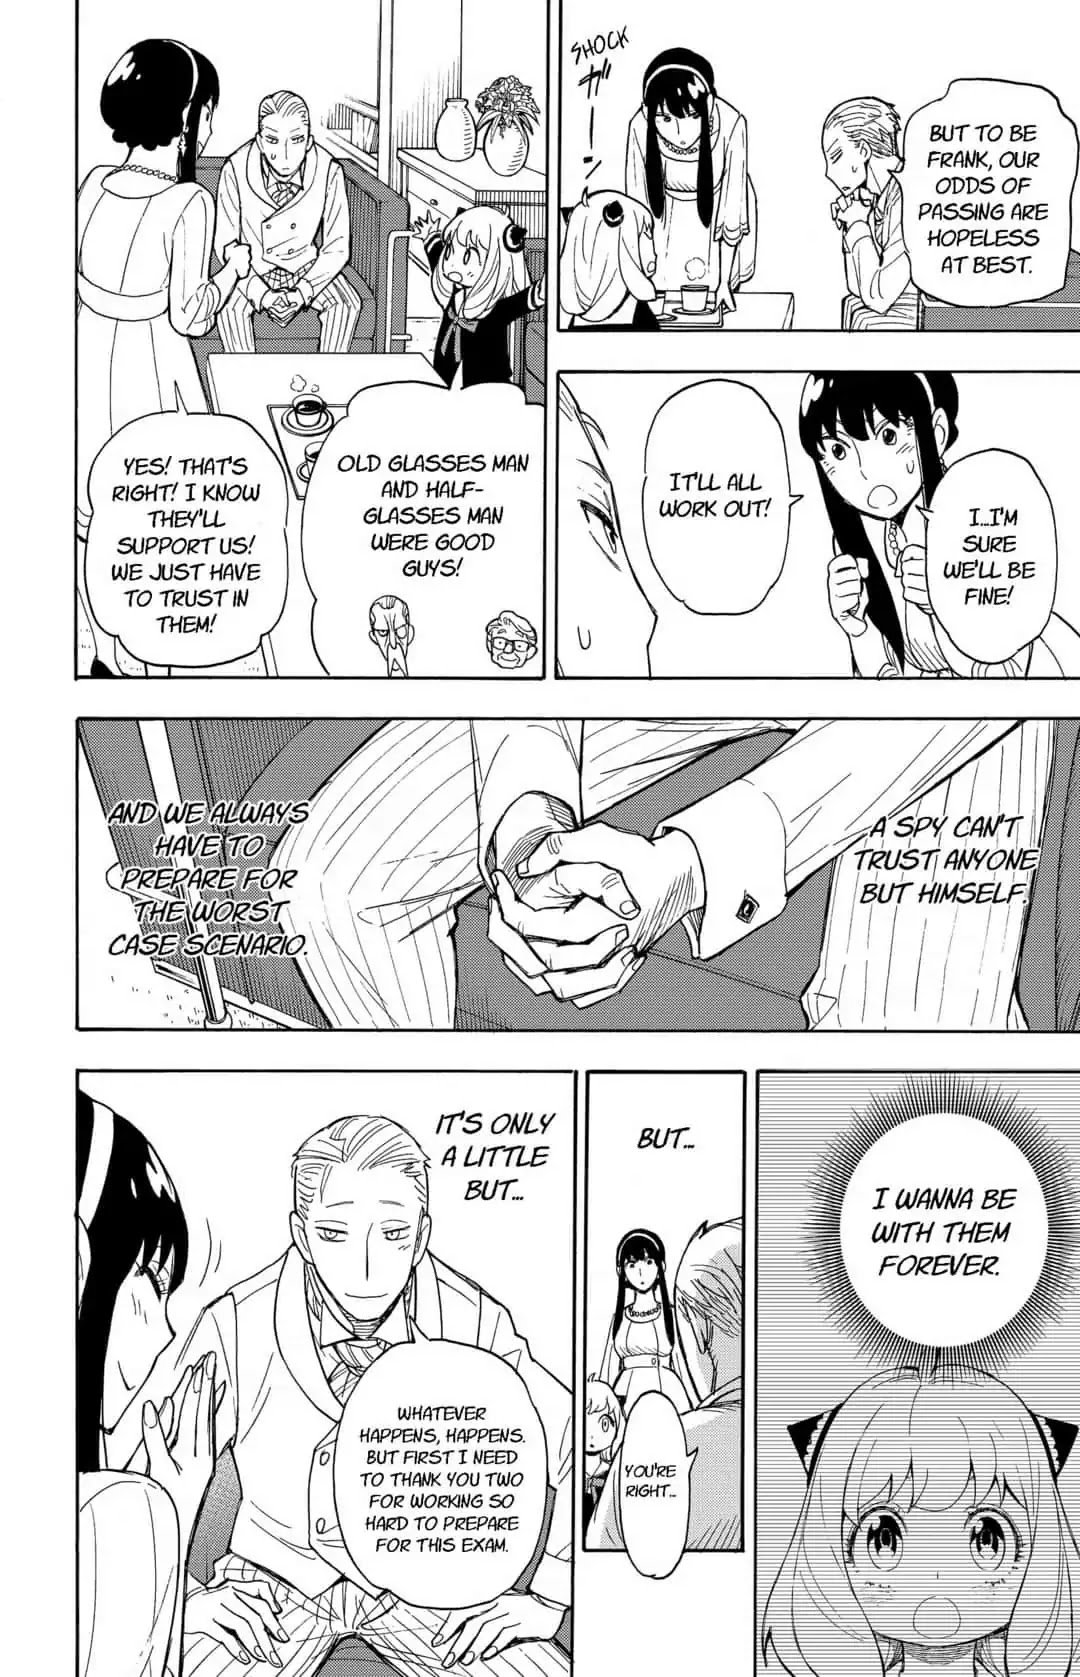 SHOCK
ガーン
BUT TO BE
FRANK, OUR
ODDS OF
PASSING ARE
HOPELESS
AT BEST.
I...I'M
SURE
WE'LL BE
FINE!
IT'LL ALL
WORK OUT!
OLD GLASSES MAN
AND HALF-
GLASSES MAN
WERE GOOD
GUYS!
YES! THAT'S
RIGHT! I KNOW
THEY'LL
SUPPORT US!
WE JUST HAVE
TO TRUST IN
THEM!
A SPY CAN'T
TRUST ANYONE
BUT HIMSELF.
AND WE ALWAYS
HAVE TO
PREPARE FOR
THE WORST
CASE SCENARIO.
I WANNA BE
WITH THEM
FOREVER.
BUT...
YOU'RE
RIGHT..
IT'S ONLY
A LITTLE
BUT...
WHATEVER
HAPPENS, HAPPENS.
BUT FIRST I NEED
TO THANK YOU TWO
FOR WORKING SO
HARD TO PREPARE
FOR THIS EXAM.